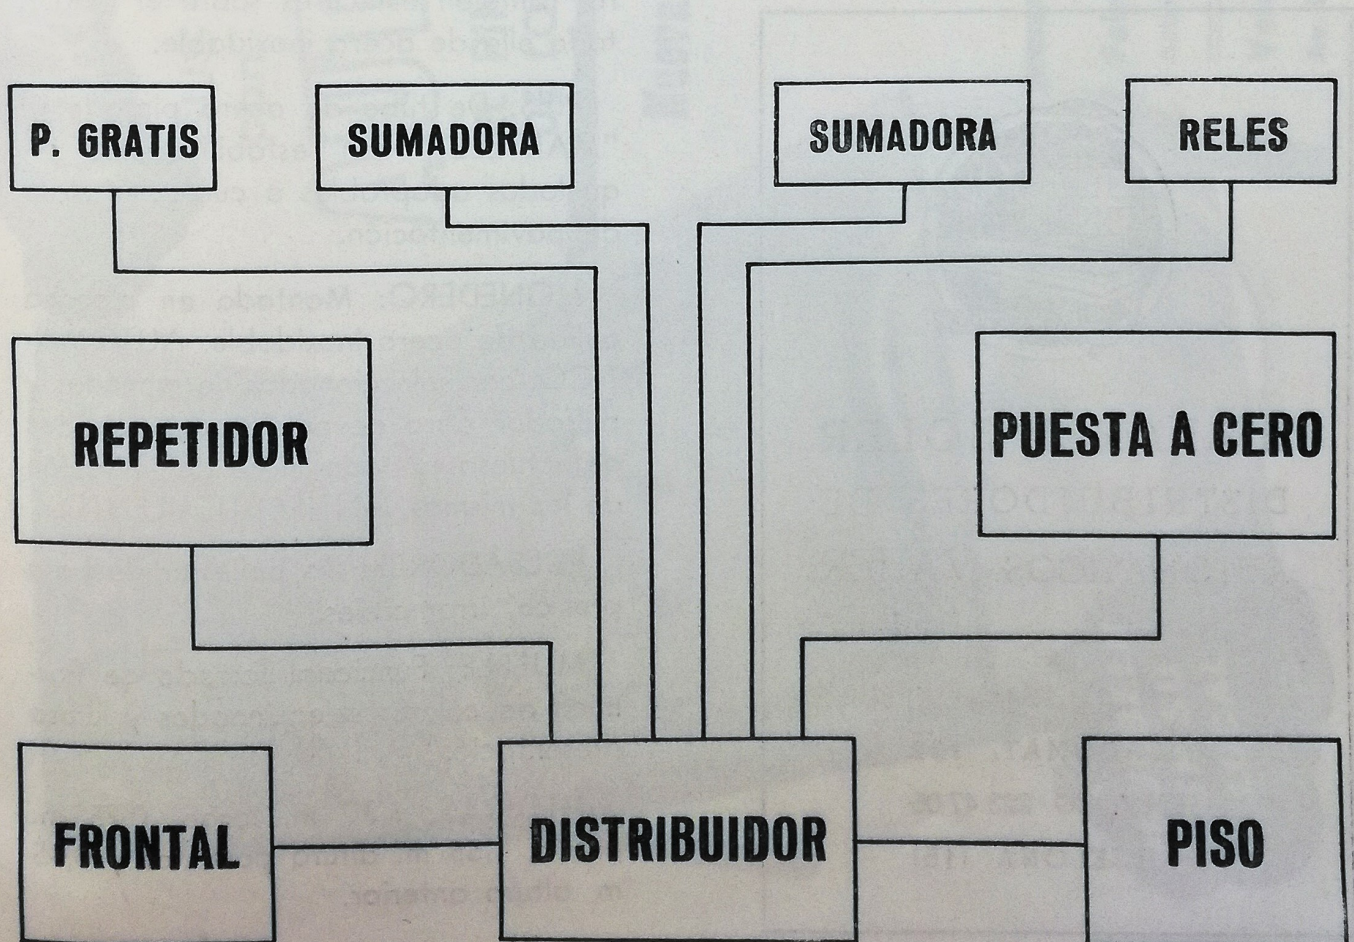 P. GRATIS
SUMADORA
SUMADORA
RELES
REPETIDOR
PUESTA A CERO
FRONTAL
DISTRIBUIDOR
PISO